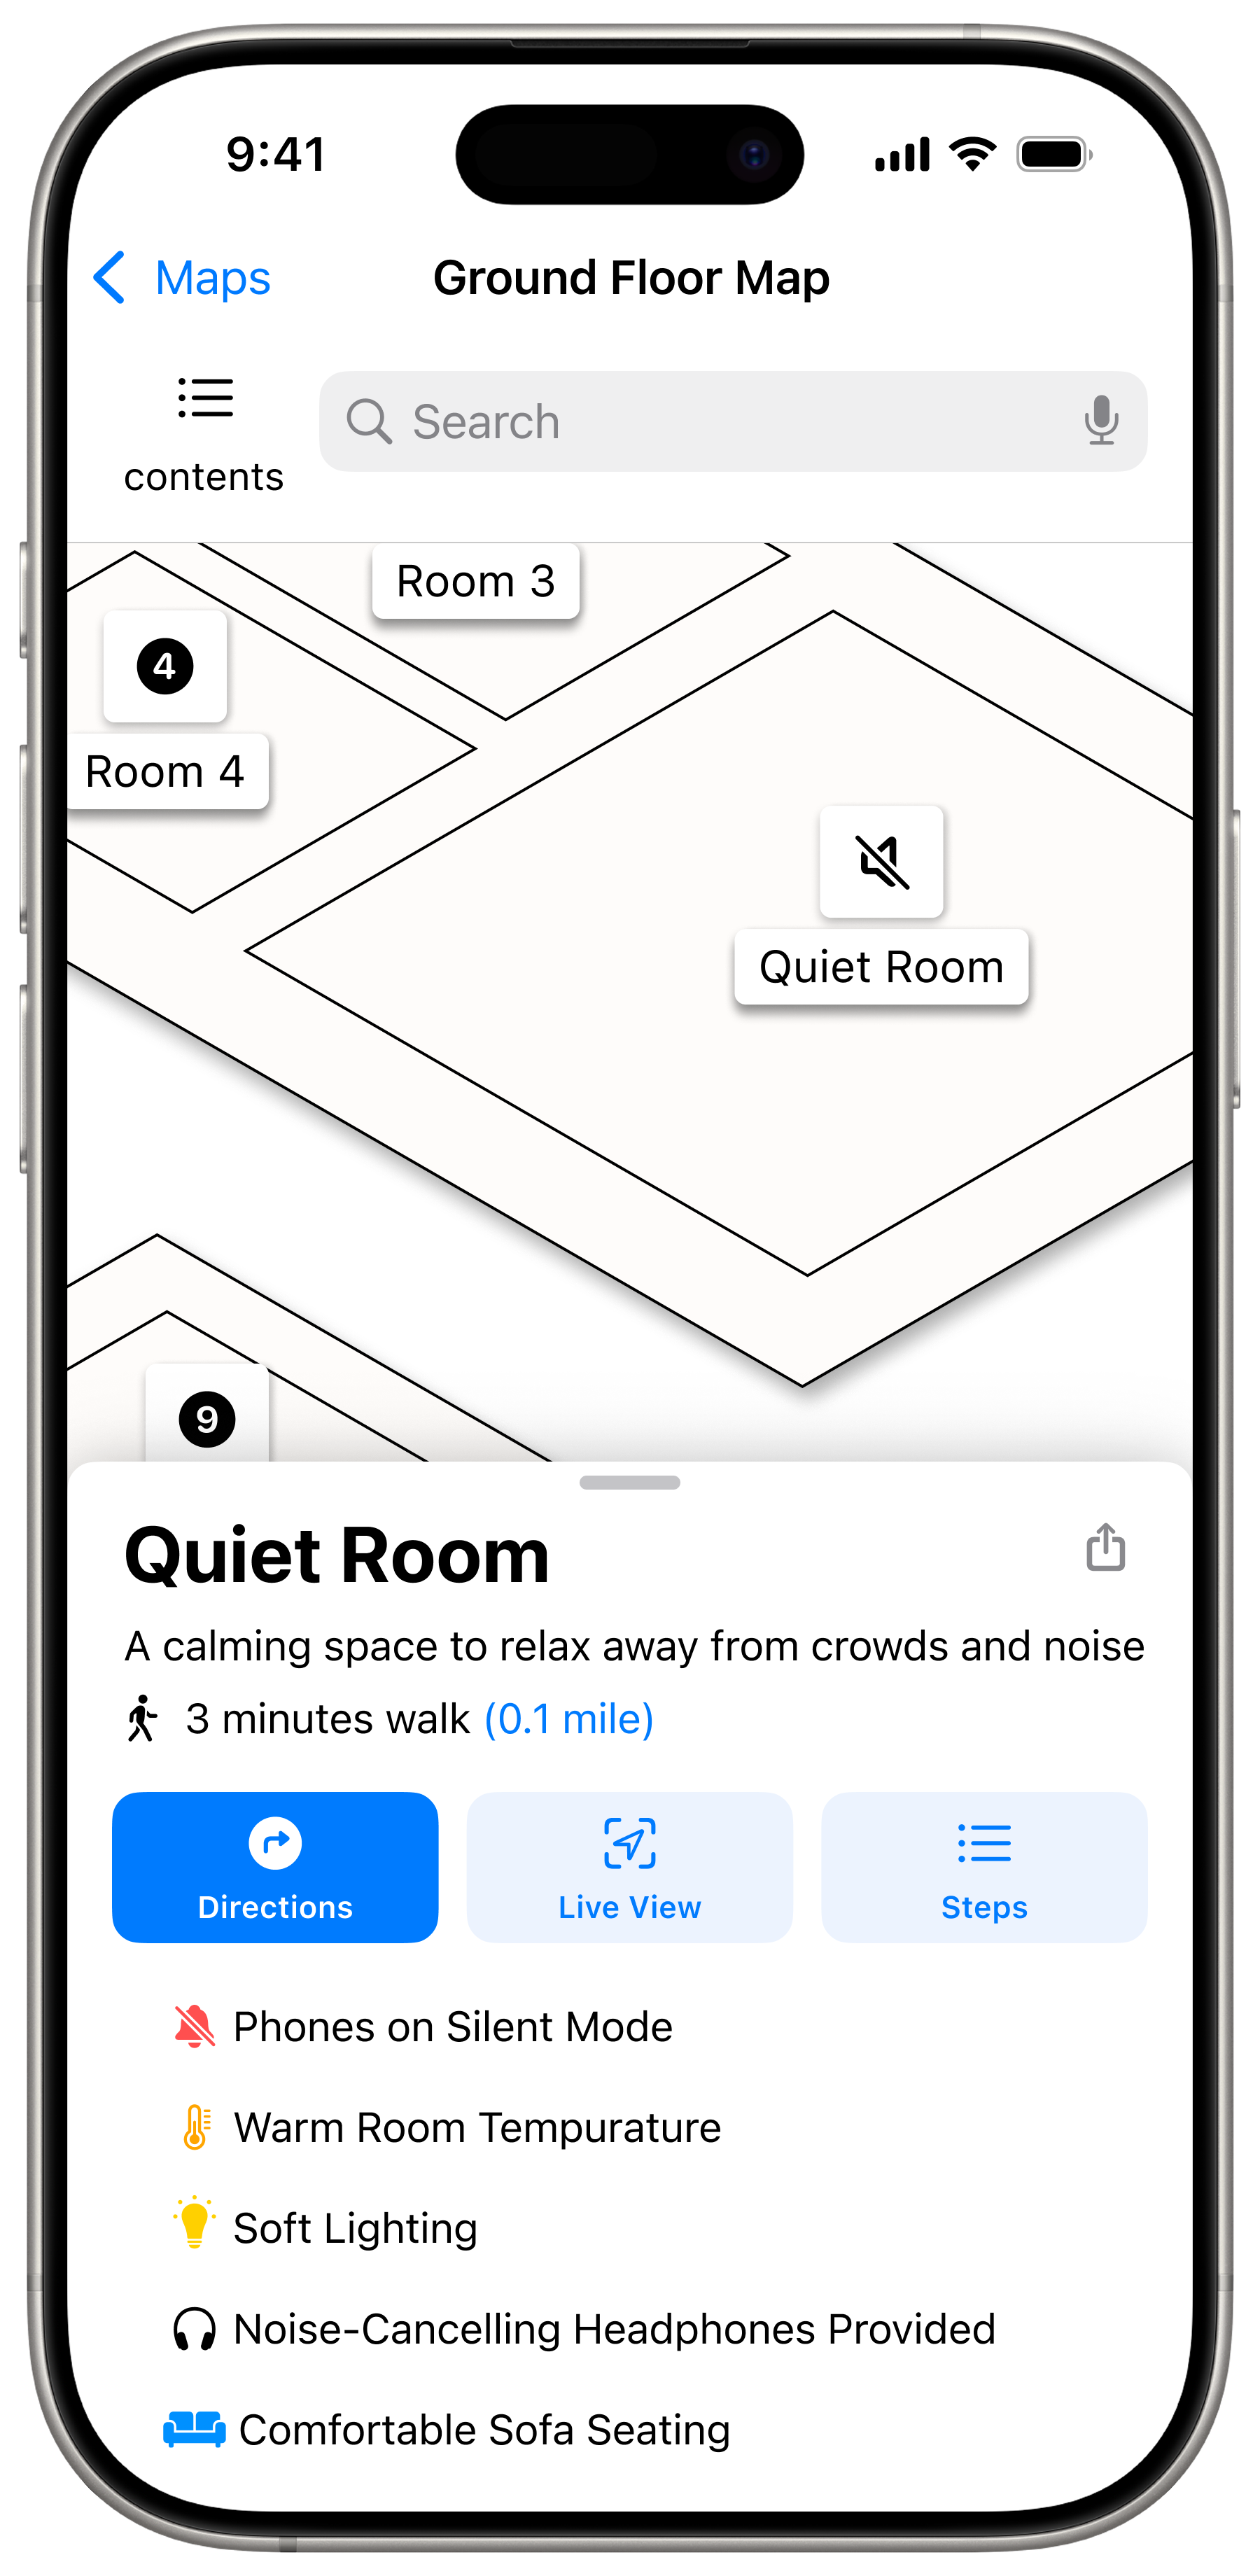 9:41
Maps
Ground Floor Map
contents
Search
Room 3
4
Room 4
Quiet Room
9
Quiet Room
A calming space to relax away from crowds and noise
3 minutes walk (0.1 mile)
Directions
Live View
Steps
Phones on Silent Mode
Warm Room Tempurature
Soft Lighting
Noise-Cancelling Headphones Provided
Comfortable Sofa Seating